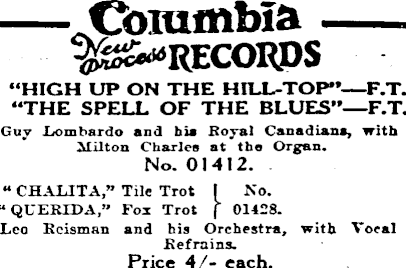 Columbia
New process RECORDS
"HIGH UP ON THE HILL-TOP"—F.T.
"THE SPELL OF THE BLUES"—F.T.
Guy Lombardo and his Royal Canadians, with
Milton Charles at the Organ.
No. 01412.
"CHALITA," Tile Trot } No.
"QUERIDA," Fox Trot } 01428.
Leo Reisman and his Orchestra, with Vocal
Refrains.
Price 4/- each.